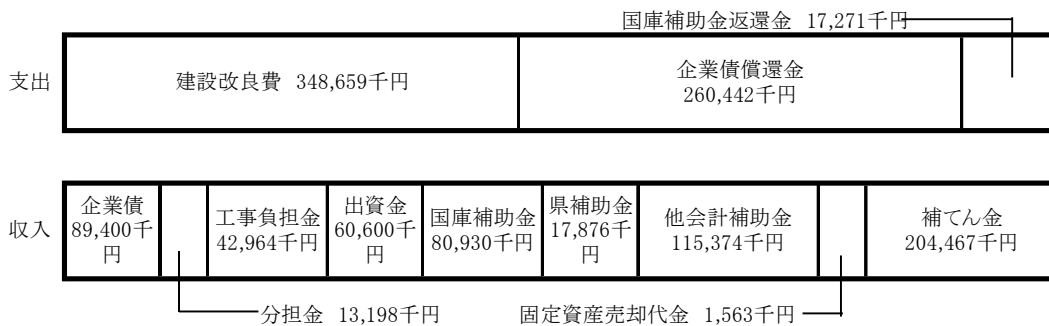 国庫補助金返還金 17,271千円
支出
建設改良費 348,659千円
企業債償還金
260,442千円
収入
企業債
89,400千
円
工事負担金
42,964千円
出資金
60,600千
円
国庫補助金
80,930千円
県補助金
17,876千
円
他会計補助金
115,374千円
補てん金
204,467千円
分担金 13,198千円
固定資産売却代金 1,563千円